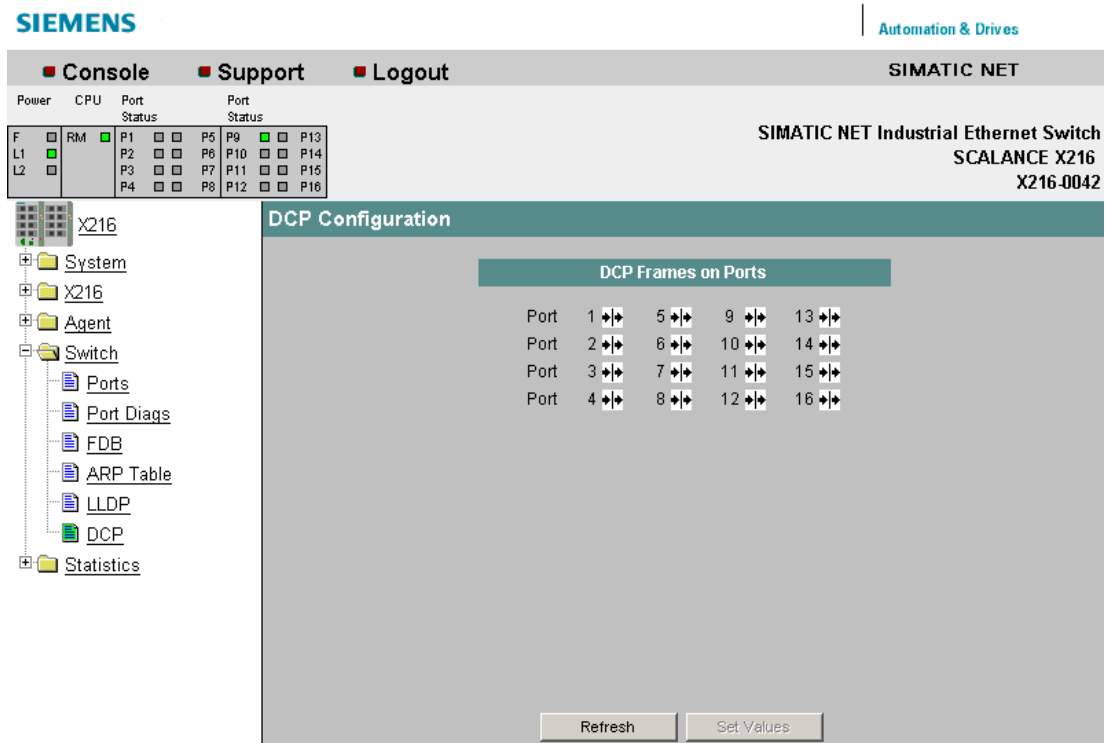 SIEMENS
Automation & Drives
Console Support Logout SIMATIC NET
Power CPU Port Status Port Status
F RM P1 P5 P9 P13
L1 P2 P6 P10 P14
L2 P3 P7 P11 P15
P4 P8 P12 P16
SIMATIC NET Industrial Ethernet Switch
SCALANCE X216
X216-0042
X216
System
X216
Agent
Switch
Ports
Port Diags
FDB
ARP Table
LLDP
DCP
Statistics
DCP Configuration
DCP Frames on Ports
Port 1 5 9 13
Port 2 6 10 14
Port 3 7 11 15
Port 4 8 12 16
Refresh Set Values